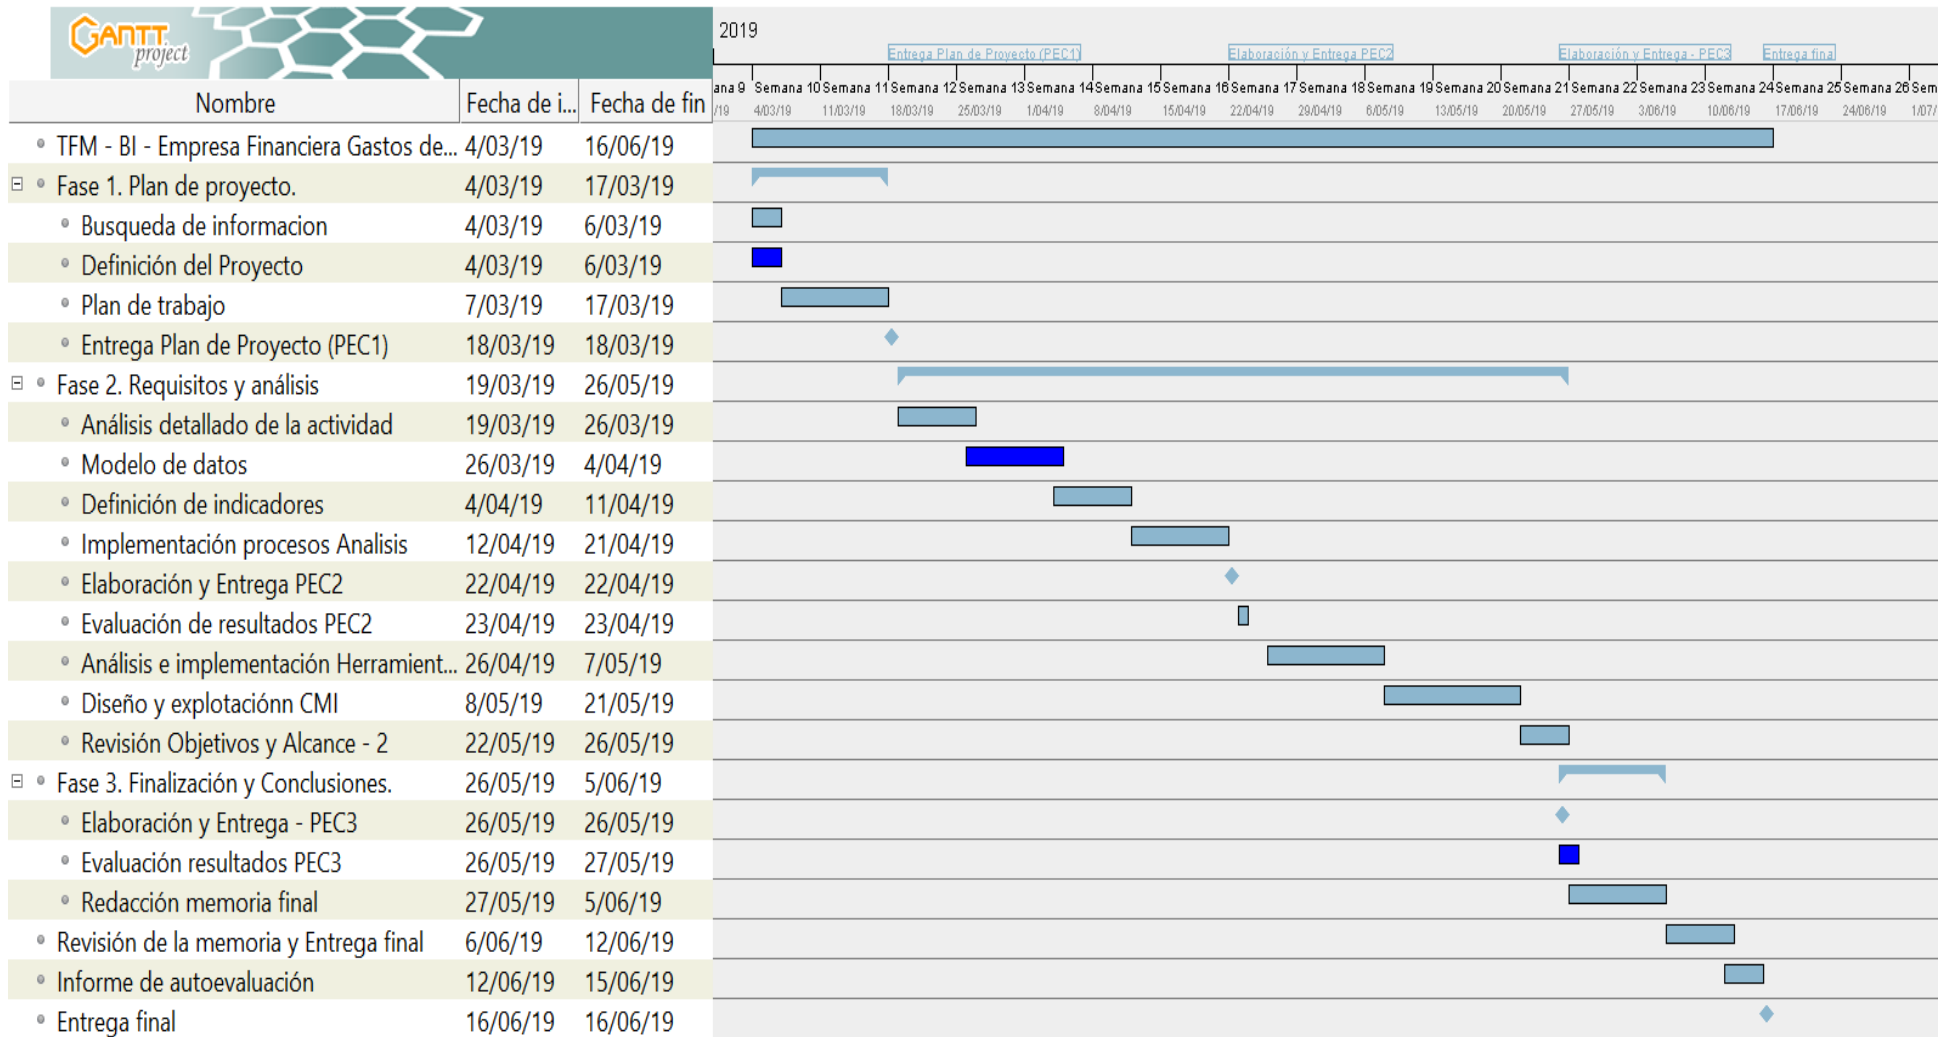 GANTT
project
2019
Entrega Plan de Proyecto (PEC1) Elaboración y Entrega PEC2 Elaboración y Entrega - PEC3 Entrega final
ana 9 Semana 10 Semana 11 Semana 12 Semana 13 Semana 14 Semana 15 Semana 16 Semana 17 Semana 18 Semana 19 Semana 20 Semana 21 Semana 22 Semana 23 Semana 24 Semana 25 Semana 26 Sem
/19 4/03/19 11/03/19 18/03/19 25/03/19 1/04/19 8/04/19 15/04/19 22/04/19 29/04/19 6/05/19 13/05/19 20/05/19 27/05/19 3/06/19 10/06/19 17/06/19 24/06/19 1/07/
Nombre Fecha de i... Fecha de fin
TFM - BI - Empresa Financiera Gastos de... 4/03/19 16/06/19
Fase 1. Plan de proyecto. 4/03/19 17/03/19
Busqueda de informacion 4/03/19 6/03/19
Definición del Proyecto 4/03/19 6/03/19
Plan de trabajo 7/03/19 17/03/19
Entrega Plan de Proyecto (PEC1) 18/03/19 18/03/19
Fase 2. Requisitos y análisis 19/03/19 26/05/19
Análisis detallado de la actividad 19/03/19 26/03/19
Modelo de datos 26/03/19 4/04/19
Definición de indicadores 4/04/19 11/04/19
Implementación procesos Analisis 12/04/19 21/04/19
Elaboración y Entrega PEC2 22/04/19 22/04/19
Evaluación de resultados PEC2 23/04/19 23/04/19
Análisis e implementación Herramient... 26/04/19 7/05/19
Diseño y explotaciónn CMI 8/05/19 21/05/19
Revisión Objetivos y Alcance - 2 22/05/19 26/05/19
Fase 3. Finalización y Conclusiones. 26/05/19 5/06/19
Elaboración y Entrega - PEC3 26/05/19 26/05/19
Evaluación resultados PEC3 26/05/19 27/05/19
Redacción memoria final 27/05/19 5/06/19
Revisión de la memoria y Entrega final 6/06/19 12/06/19
Informe de autoevaluación 12/06/19 15/06/19
Entrega final 16/06/19 16/06/19